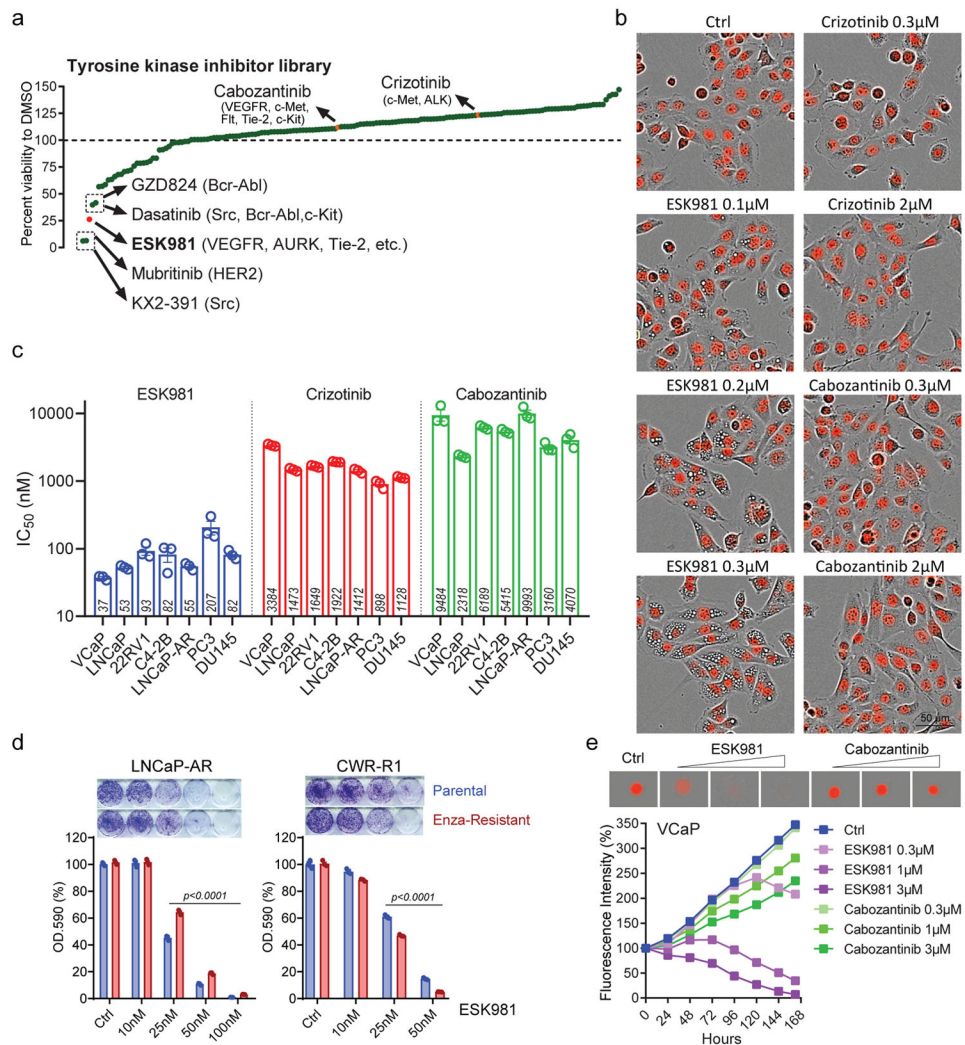 a
Tyrosine kinase inhibitor library
Percent viability to DMSO
150
125
100
75
50
25
0
Cabozantinib
(VEGFR, c-Met,
Flt, Tie-2, c-Kit)
Crizotinib
(c-Met, ALK)
GZD824 (Bcr-Abl)
Dasatinib (Src, Bcr-Abl,c-Kit)
ESK981 (VEGFR, AURK, Tie-2, etc.)
Mubritinib (HER2)
KX2-391 (Src)
b
Ctrl
Crizotinib 0.3µM
ESK981 0.1µM
Crizotinib 2µM
ESK981 0.2µM
Cabozantinib 0.3µM
ESK981 0.3µM
Cabozantinib 2µM
50 µm
c
ESK981
Crizotinib
Cabozantinib
IC50 (nM)
10000
1000
100
10
37
53
93
82
55
207
82
3384
1473
1649
1922
1412
898
1128
9484
2318
6189
5415
9993
3160
4070
VCaP
LNCaP
22RV1
C4-2B
LNCaP-AR
PC3
DU145
VCaP
LNCaP
22RV1
C4-2B
LNCaP-AR
PC3
DU145
VCaP
LNCaP
22RV1
C4-2B
LNCaP-AR
PC3
DU145
d
LNCaP-AR
CWR-R1
Parental
Enza-Resistant
OD.590 (%)
120
100
80
60
40
20
0
p<0.0001
Ctrl
10nM
25nM
50nM
100nM
OD.590 (%)
120
100
80
60
40
20
0
p<0.0001
Ctrl
10nM
25nM
50nM
ESK981
e
Ctrl
ESK981
Cabozantinib
VCaP
Fluorescence Intensity (%)
350
300
250
200
150
100
50
0
0
24
48
72
96
120
144
168
Hours
Ctrl
ESK981 0.3µM
ESK981 1µM
ESK981 3µM
Cabozantinib 0.3µM
Cabozantinib 1µM
Cabozantinib 3µM